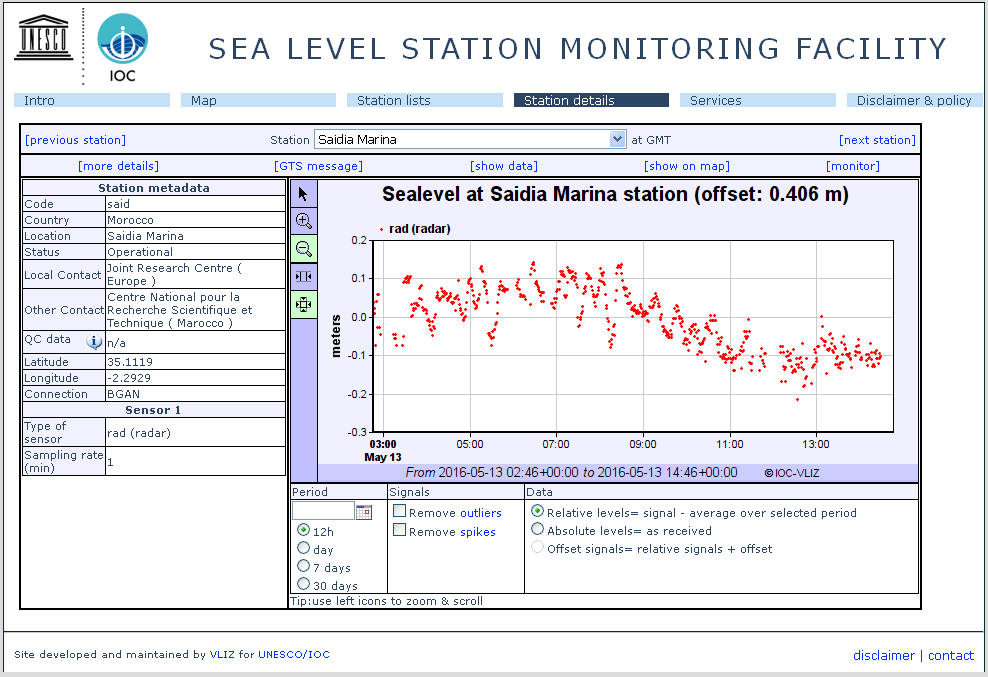 UNESCO
IOC
SEA LEVEL STATION MONITORING FACILITY
Intro Map Station lists Station details Services Disclaimer & policy
[previous station] Station Saidia Marina at GMT [next station]
[more details] [GTS message] [show data] [show on map] [monitor]
Station metadata
Code said
Country Morocco
Location Saidia Marina
Status Operational
Local Contact Joint Research Centre (
Europe )
Other Contact Centre National pour la
Recherche Scientifique et
Technique ( Marocco )
QC data i n/a
Latitude 35.1119
Longitude -2.2929
Connection BGAN
Sensor 1
Type of
sensor rad (radar)
Sampling rate
(min) 1
Sealevel at Saidia Marina station (offset: 0.406 m)
rad (radar)
meters
0.2
0.1
0.0
-0.1
-0.2
-0.3
03:00 05:00 07:00 09:00 11:00 13:00
May 13
From 2016-05-13 02:46+00:00 to 2016-05-13 14:46+00:00 ©IOC-VLIZ
Period
12h
day
7 days
30 days
Signals
Remove outliers
Remove spikes
Data
Relative levels= signal - average over selected period
Absolute levels= as received
Offset signals= relative signals + offset
Tip:use left icons to zoom & scroll
Site developed and maintained by VLIZ for UNESCO/IOC
disclaimer | contact